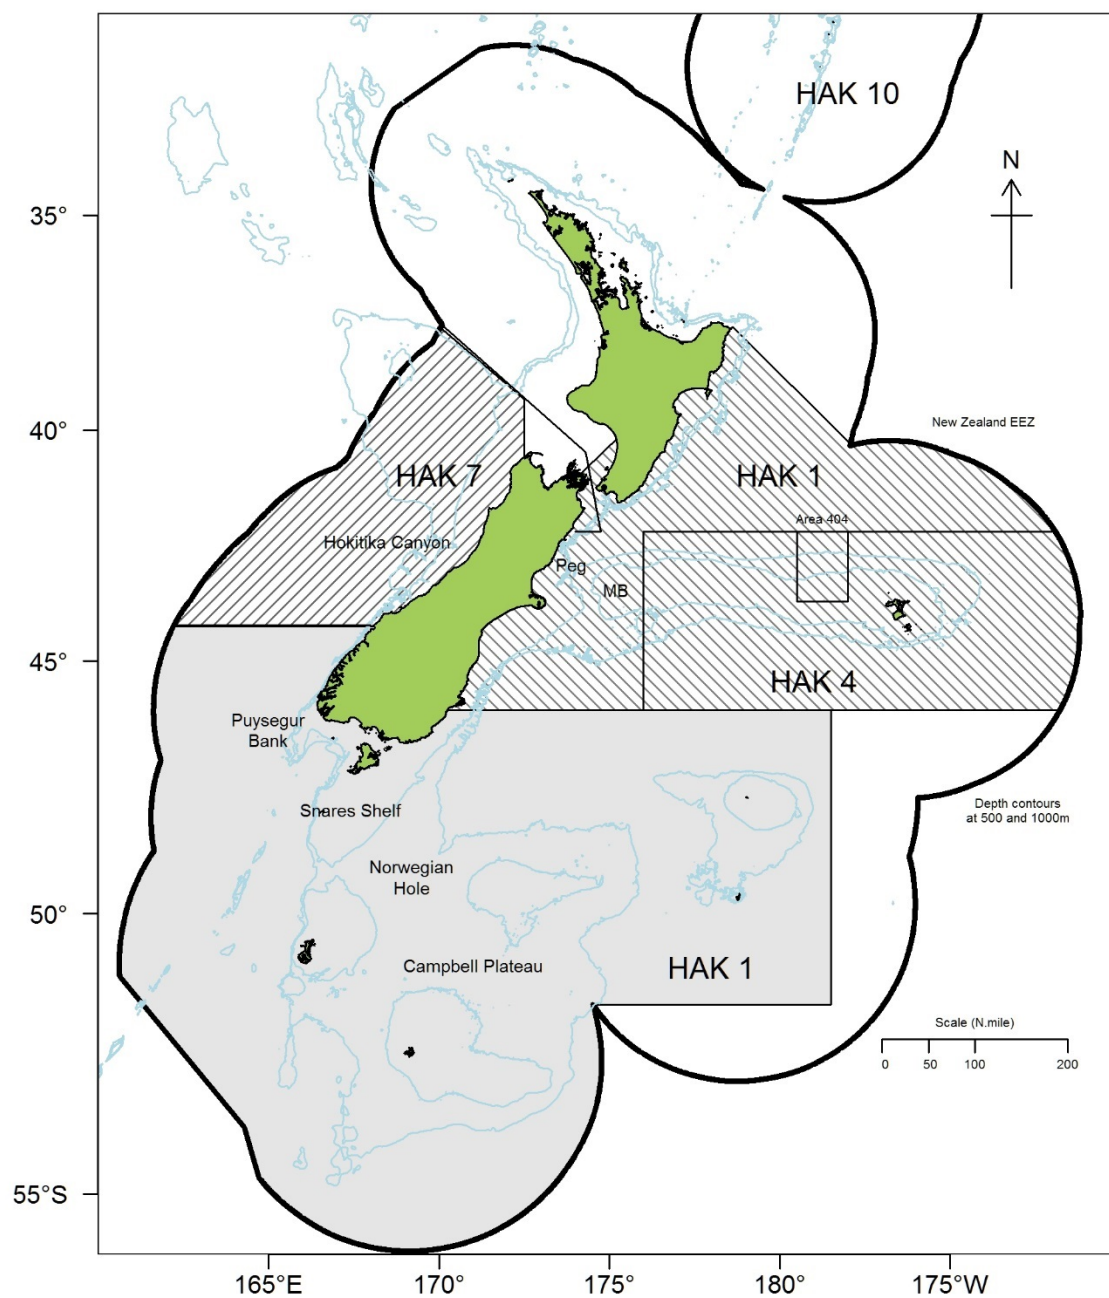 HAK 10
N
35°
40°
New Zealand EEZ
HAK 7
HAK 1
Area 404
Hokitika Canyon
Peg
MB
45°
HAK 4
Puysegur
Bank
Snares Shelf
Depth contours
at 500 and 1000m
Norwegian
Hole
50°
Campbell Plateau
HAK 1
Scale (N.mile)
0 50 100 200
55°S
165°E 170° 175° 180° 175°W